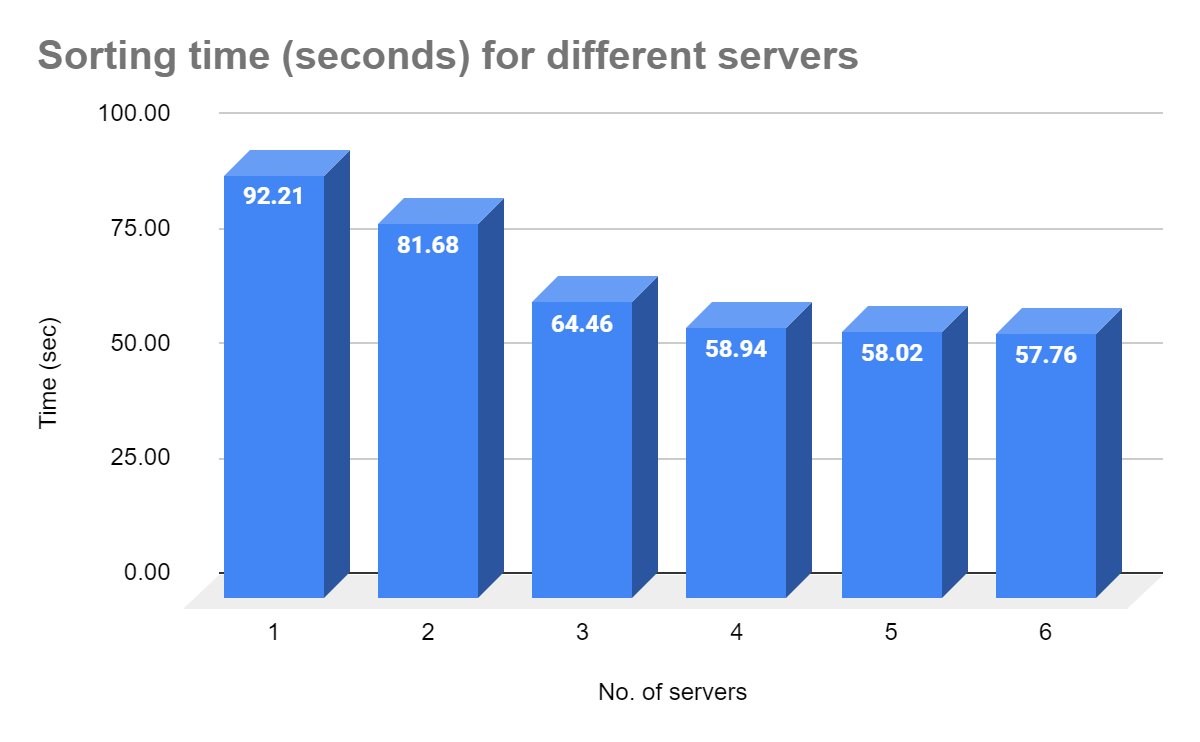 Sorting time (seconds) for different servers
100.00
75.00
50.00
25.00
0.00
Time (sec)
92.21
81.68
64.46
58.94
58.02
57.76
1 2 3 4 5 6
No. of servers